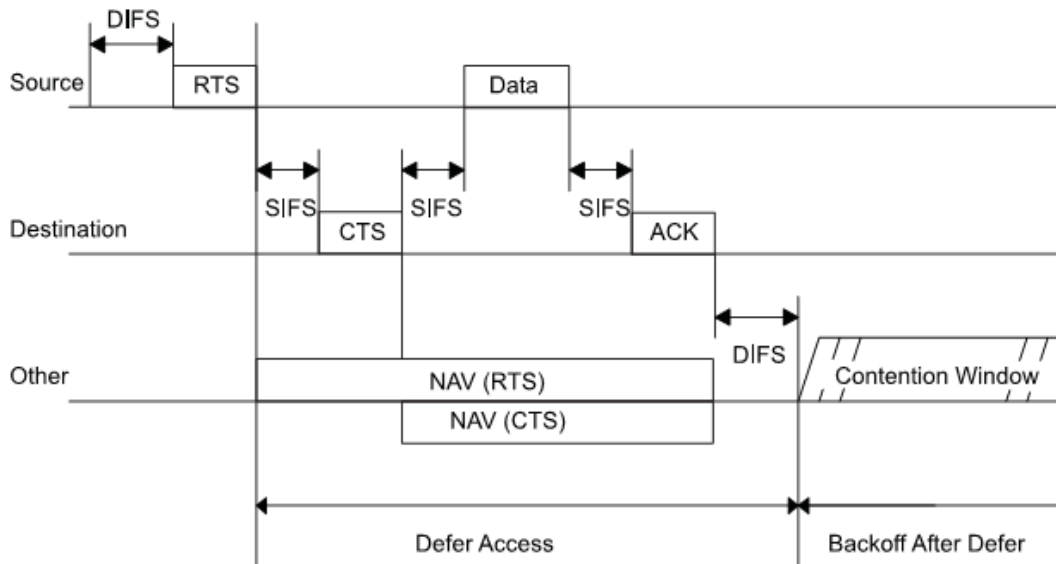 DIFS
Source
RTS
Data
SIFS
SIFS
SIFS
Destination
CTS
ACK
DIFS
Other
NAV (RTS)
Contention Window
NAV (CTS)
Defer Access
Backoff After Defer